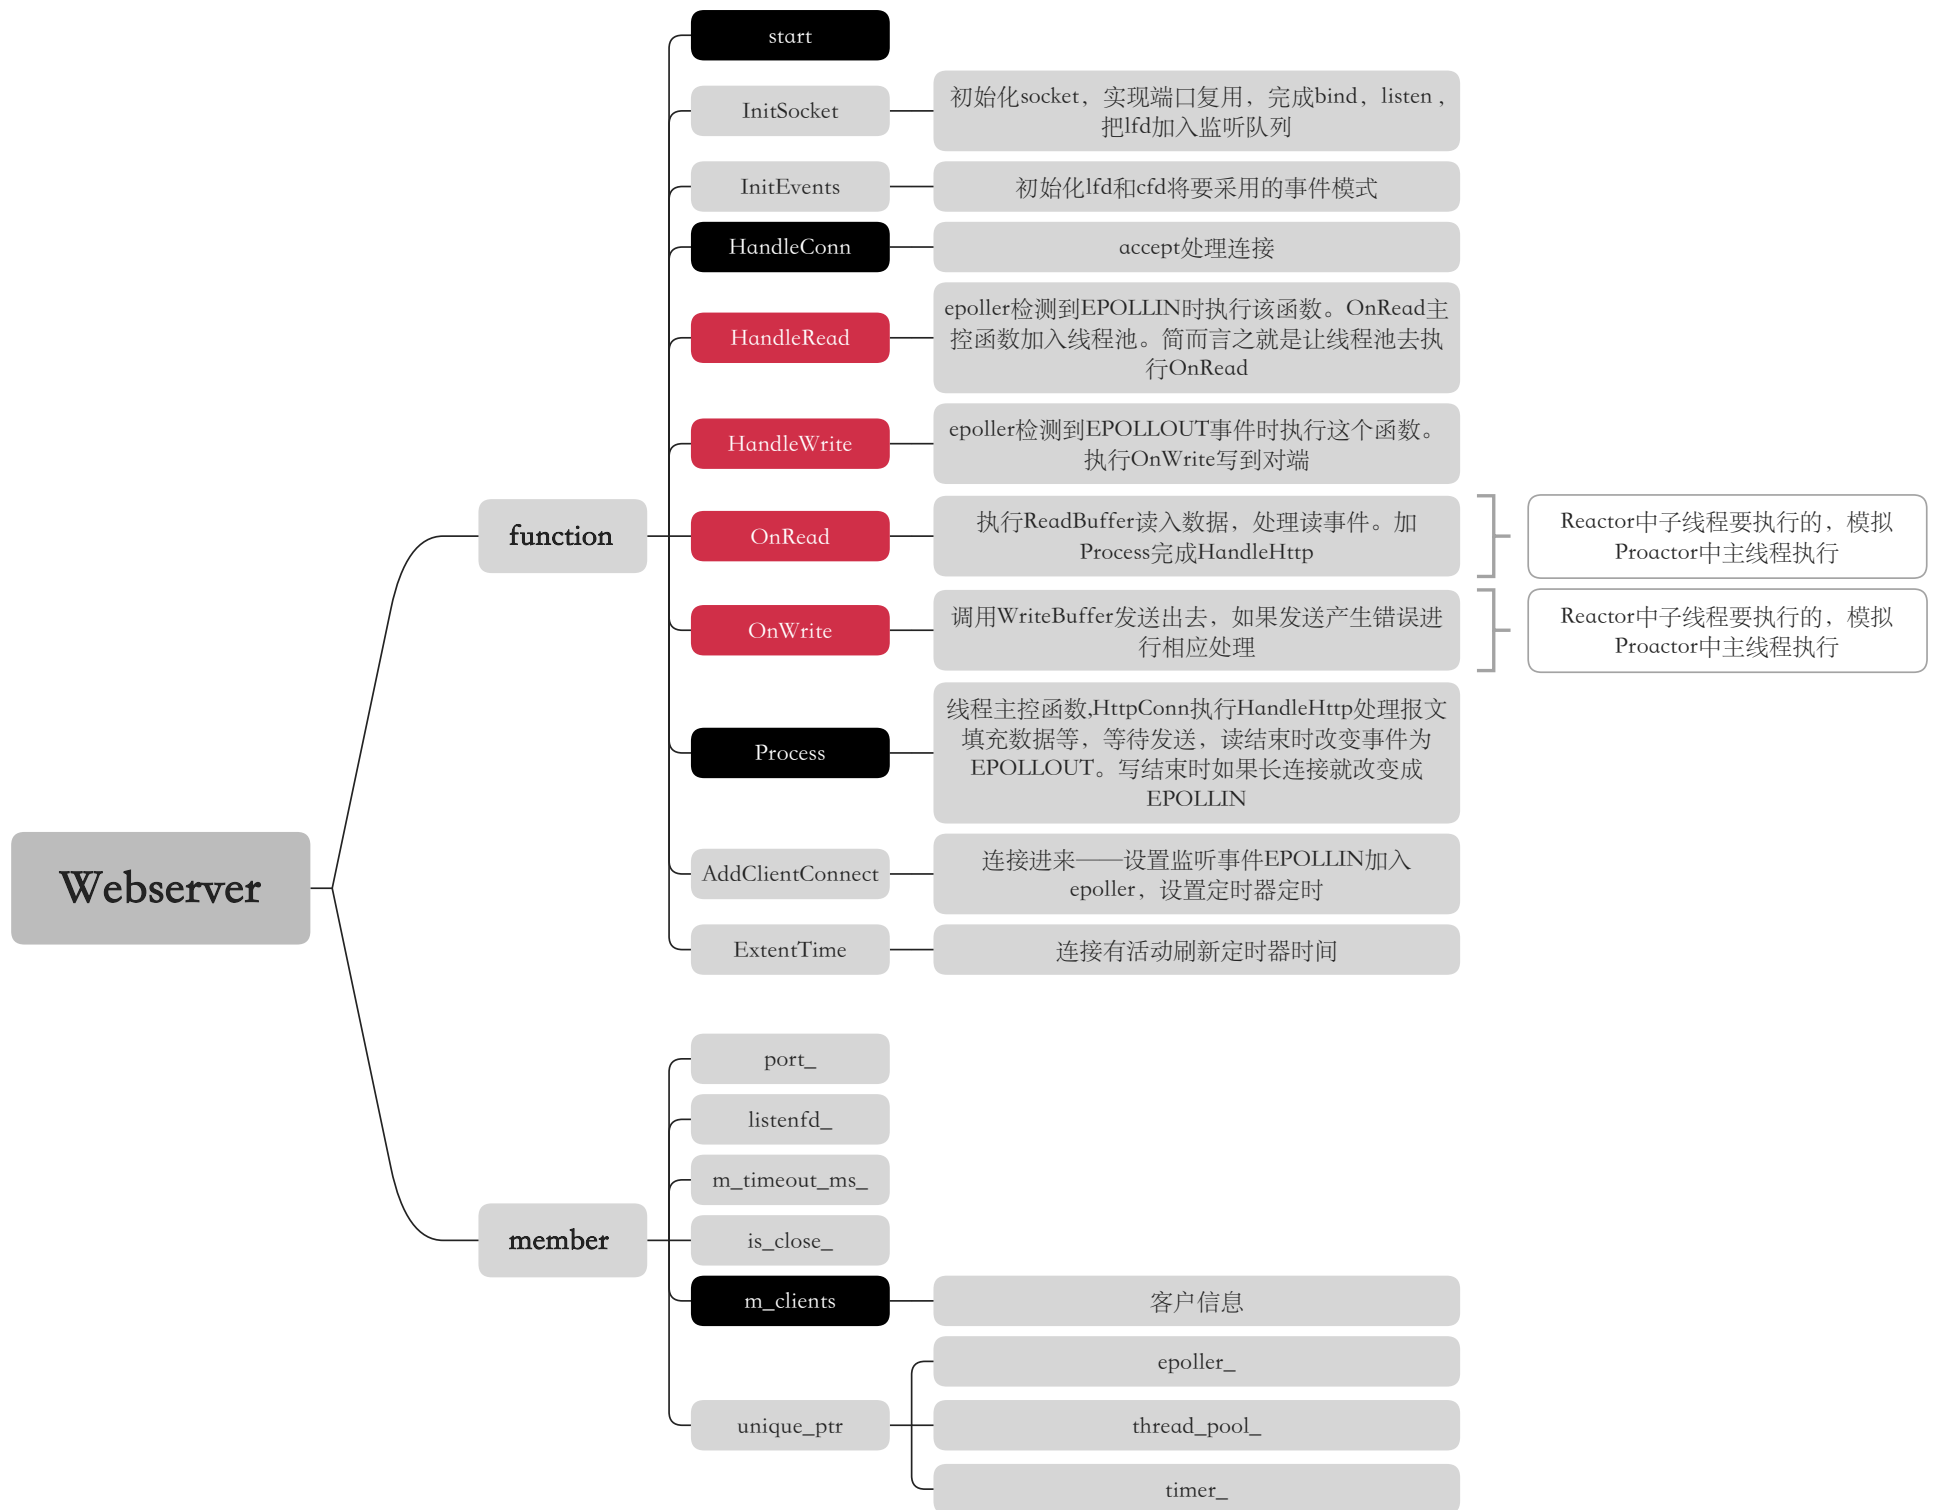 start
InitSocket
初始化socket，实现端口复用，完成bind，listen，
把lfd加入监听队列
InitEvents
初始化lfd和cfd将要采用的事件模式
HandleConn
accept处理连接
HandleRead
epoller检测到EPOLLIN时执行该函数。OnRead主
控函数加入线程池。简而言之就是让线程池去执
行OnRead
HandleWrite
epoller检测到EPOLLOUT事件时执行这个函数。
执行OnWrite写到对端
function
OnRead
执行ReadBuffer读入数据，处理读事件。加
Process完成HandleHttp
Reactor中子线程要执行的，模拟
Proactor中主线程执行
OnWrite
调用WriteBuffer发送出去，如果发送产生错误进
行相应处理
Reactor中子线程要执行的，模拟
Proactor中主线程执行
Process
线程主控函数,HttpConn执行HandleHttp处理报文
填充数据等，等待发送，读结束时改变事件为
EPOLLOUT。写结束时如果长连接就改变成
EPOLLIN
Webserver
AddClientConnect
连接进来——设置监听事件EPOLLIN加入
epoller，设置定时器定时
ExtentTime
连接有活动刷新定时器时间
port_
listenfd_
m_timeout_ms_
member
is_close_
m_clients
客户信息
unique_ptr
epoller_
thread_pool_
timer_